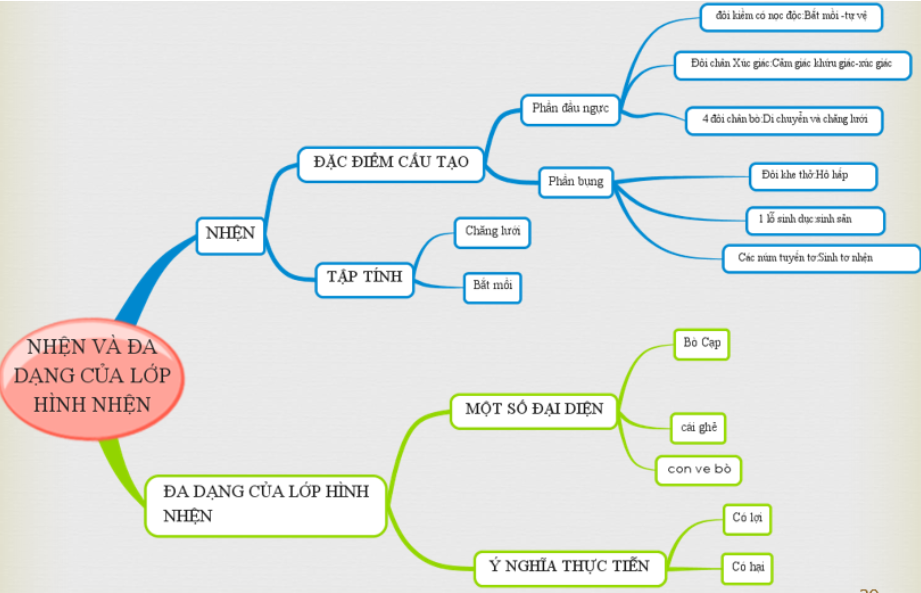 đôi kiềm có nọc độc:Bắt mồi -tự vệ
Đôi chân Xúc giác:Cảm giác khứu giác-xúc giác
Phần đầu ngực
4 đôi chân bò:Di chuyển và chăng lưới
ĐẶC ĐIỂM CẤU TẠO
Phần bụng
Đôi khe thở:Hô hấp
1 lỗ sinh dục:sinh sản
Các núm tuyến tơ:Sinh tơ nhện
NHỆN
TẬP TÍNH
Chăng lưới
Bắt mồi
NHỆN VÀ ĐA
DẠNG CỦA LỚP
HÌNH NHỆN
ĐA DẠNG CỦA LỚP HÌNH
NHỆN
MỘT SỐ ĐẠI DIỆN
Bò Cạp
cái ghẻ
con ve bò
Ý NGHĨA THỰC TIỄN
Có lợi
Có hại